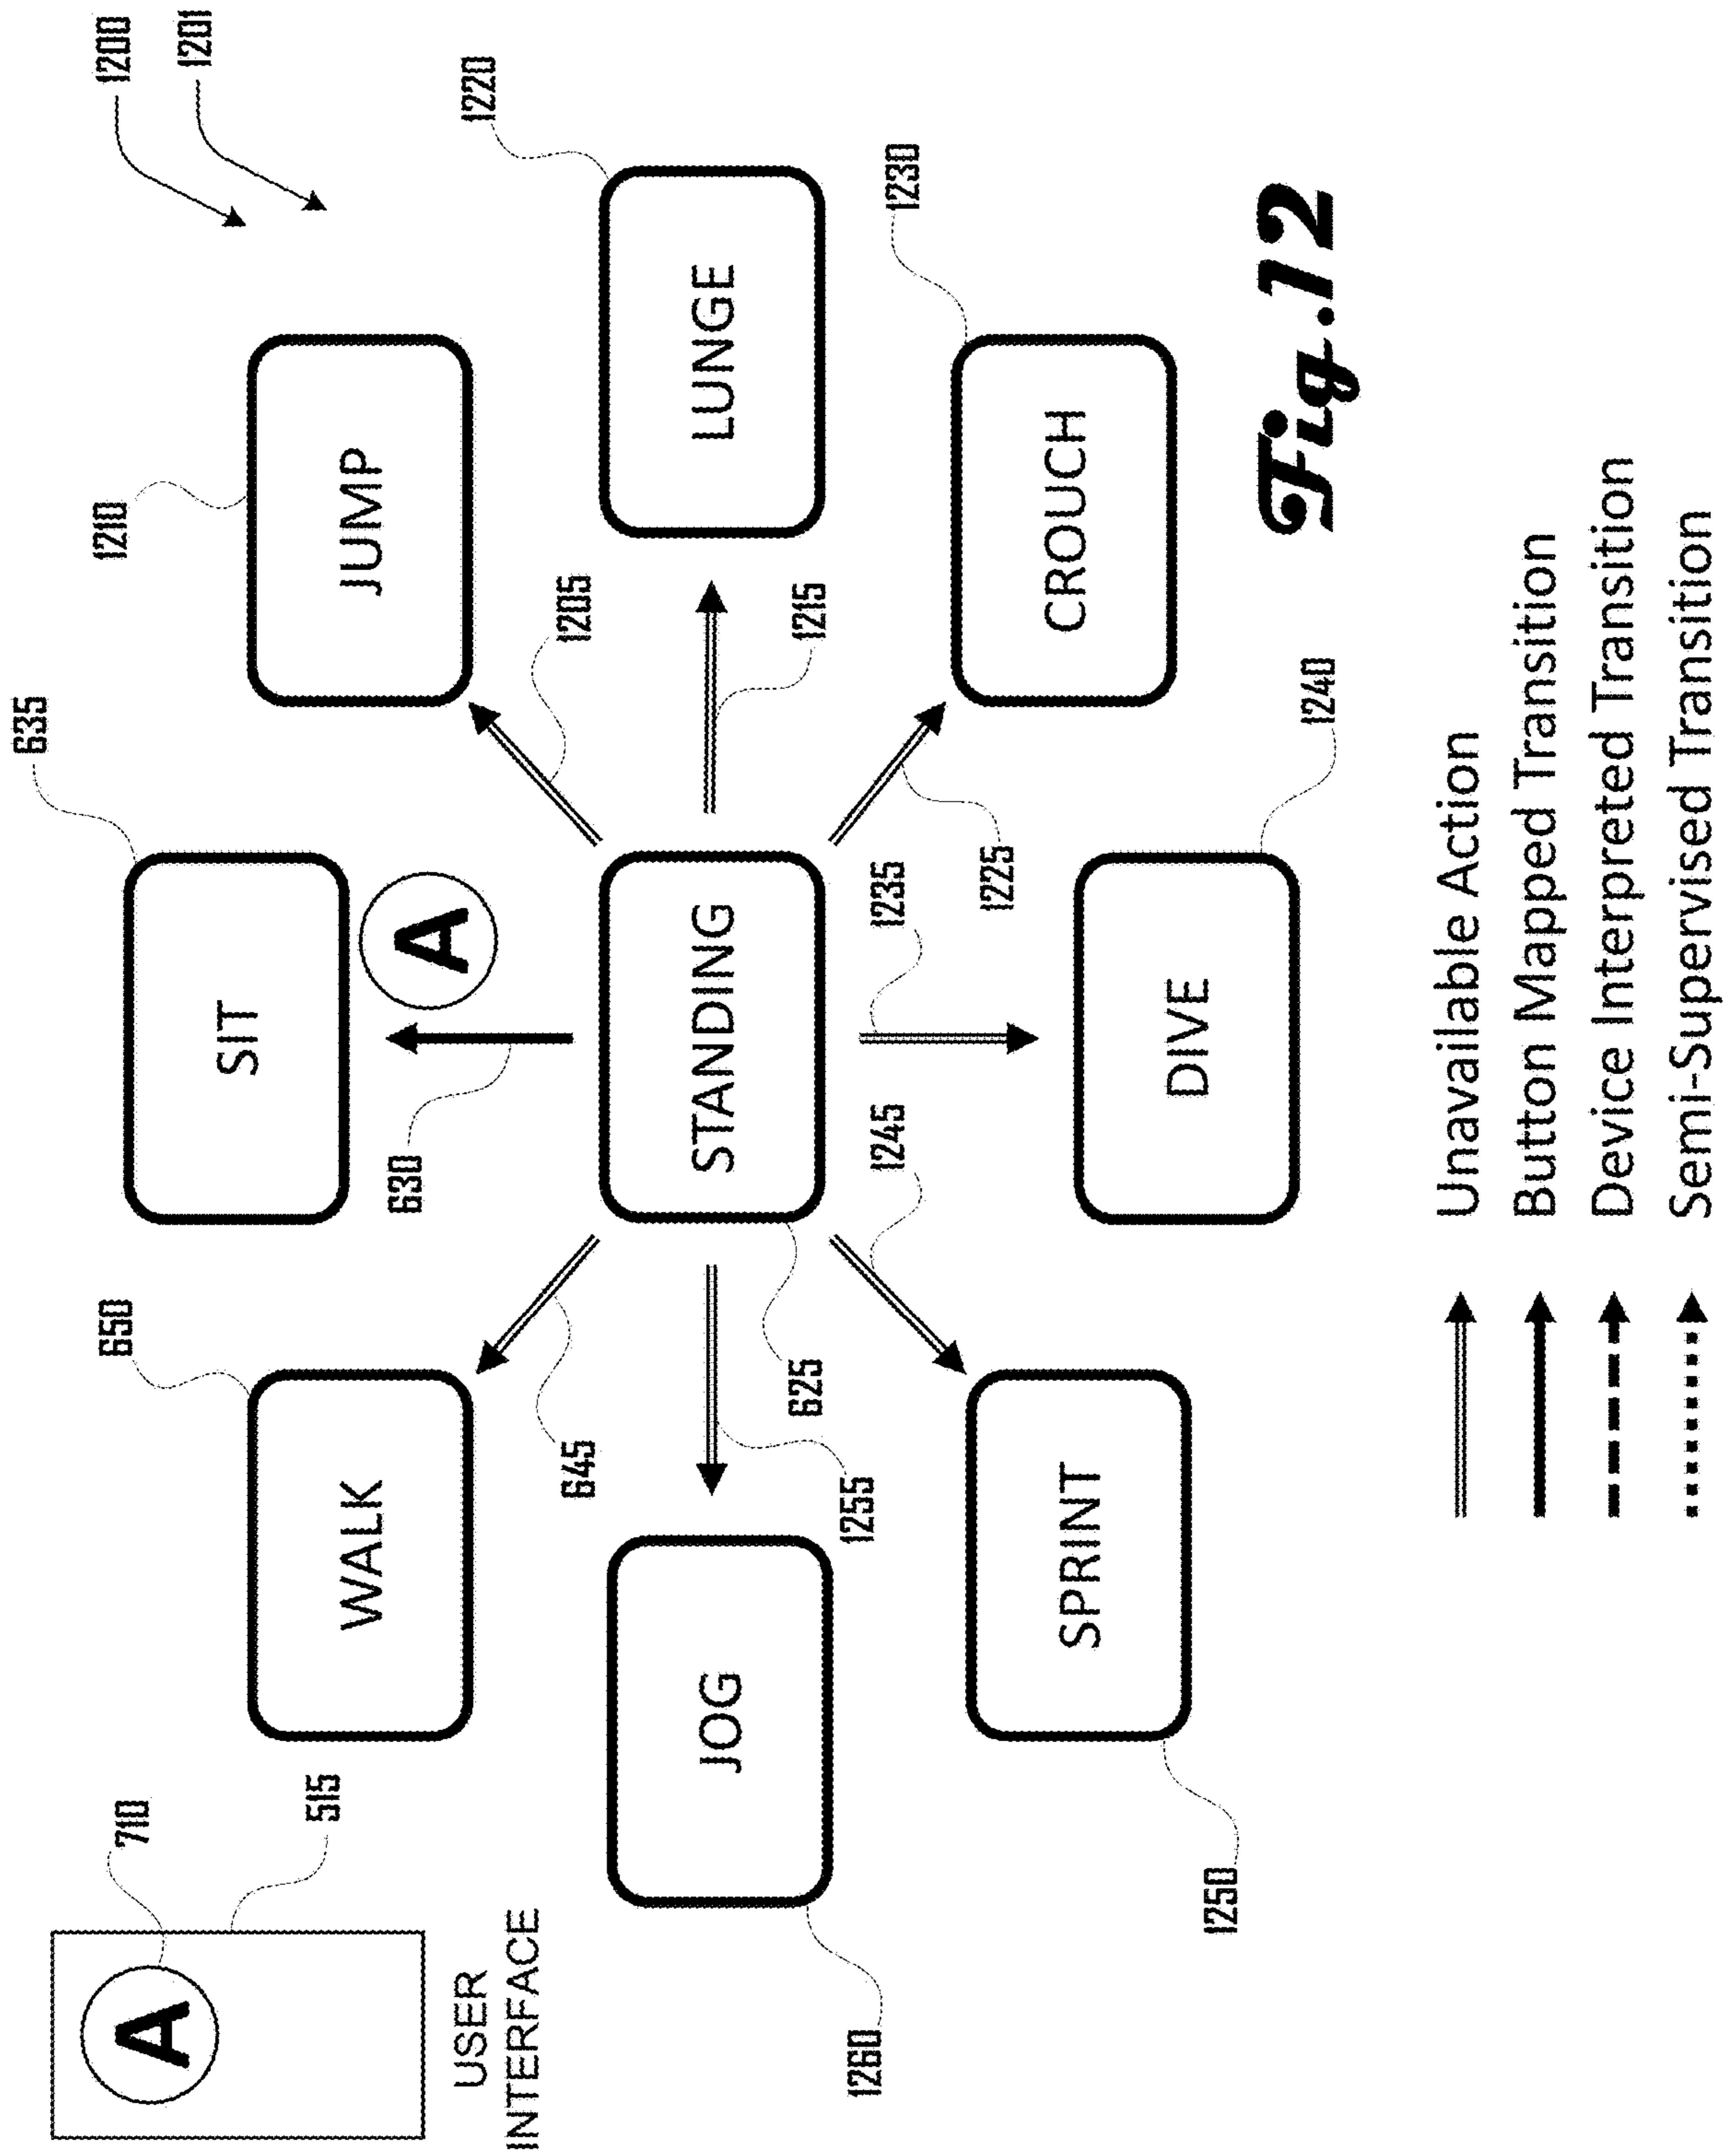 1200
1201
710
A
515
USER
INTERFACE
650
WALK
645
635
SIT
630
A
1210
JUMP
1205
1260
JOG
1255
625
STANDING
1215
LUNGE
1220
1250
SPRINT
1245
1235
DIVE
1240
1225
CROUCH
1230
Unavailable Action
Button Mapped Transition
Device Interpreted Transition
Semi-Supervised Transition
Fig.12